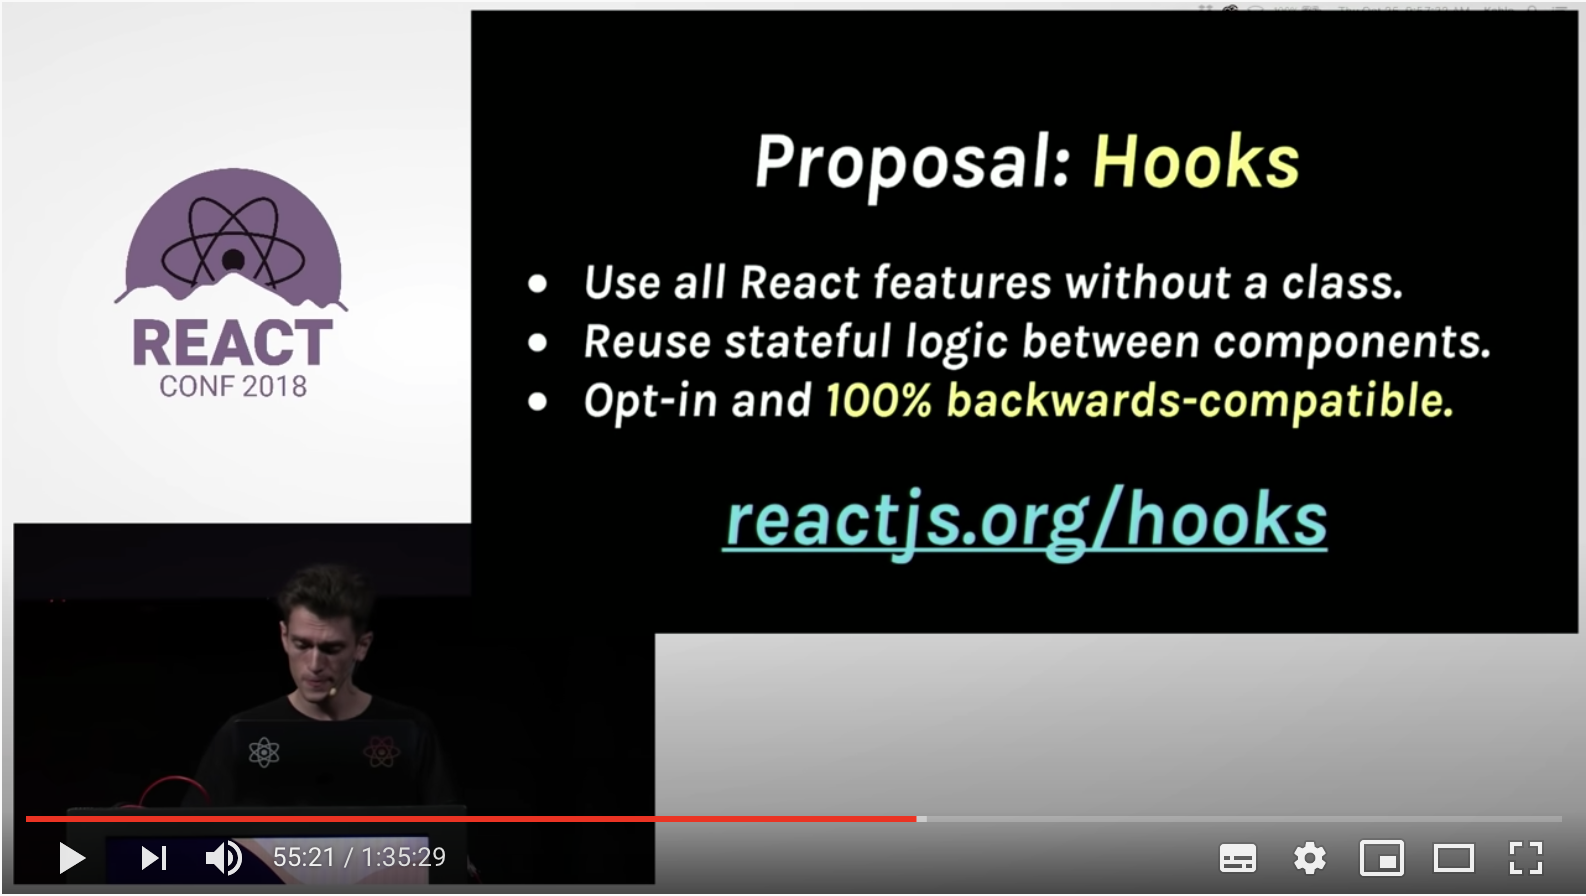 Proposal: Hooks
● Use all React features without a class.
● Reuse stateful logic between components.
● Opt-in and 100% backwards-compatible.
reactjs.org/hooks
REACT
CONF 2018
55:21 / 1:35:29